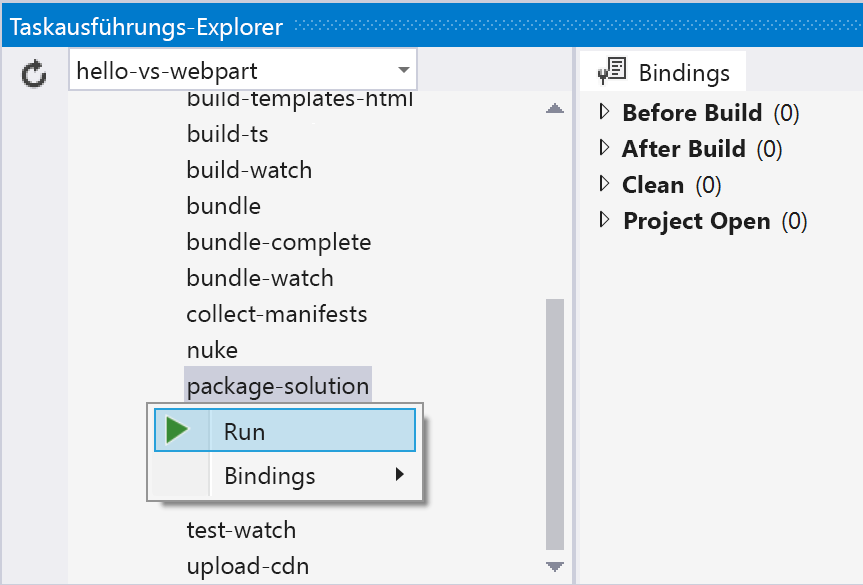 Taskausführungs-Explorer
hello-vs-webpart
build-templates-html
build-ts
build-watch
bundle
bundle-complete
bundle-watch
collect-manifests
nuke
package-solution
Run
Bindings
test-watch
upload-cdn
Bindings
Before Build (0)
After Build (0)
Clean (0)
Project Open (0)